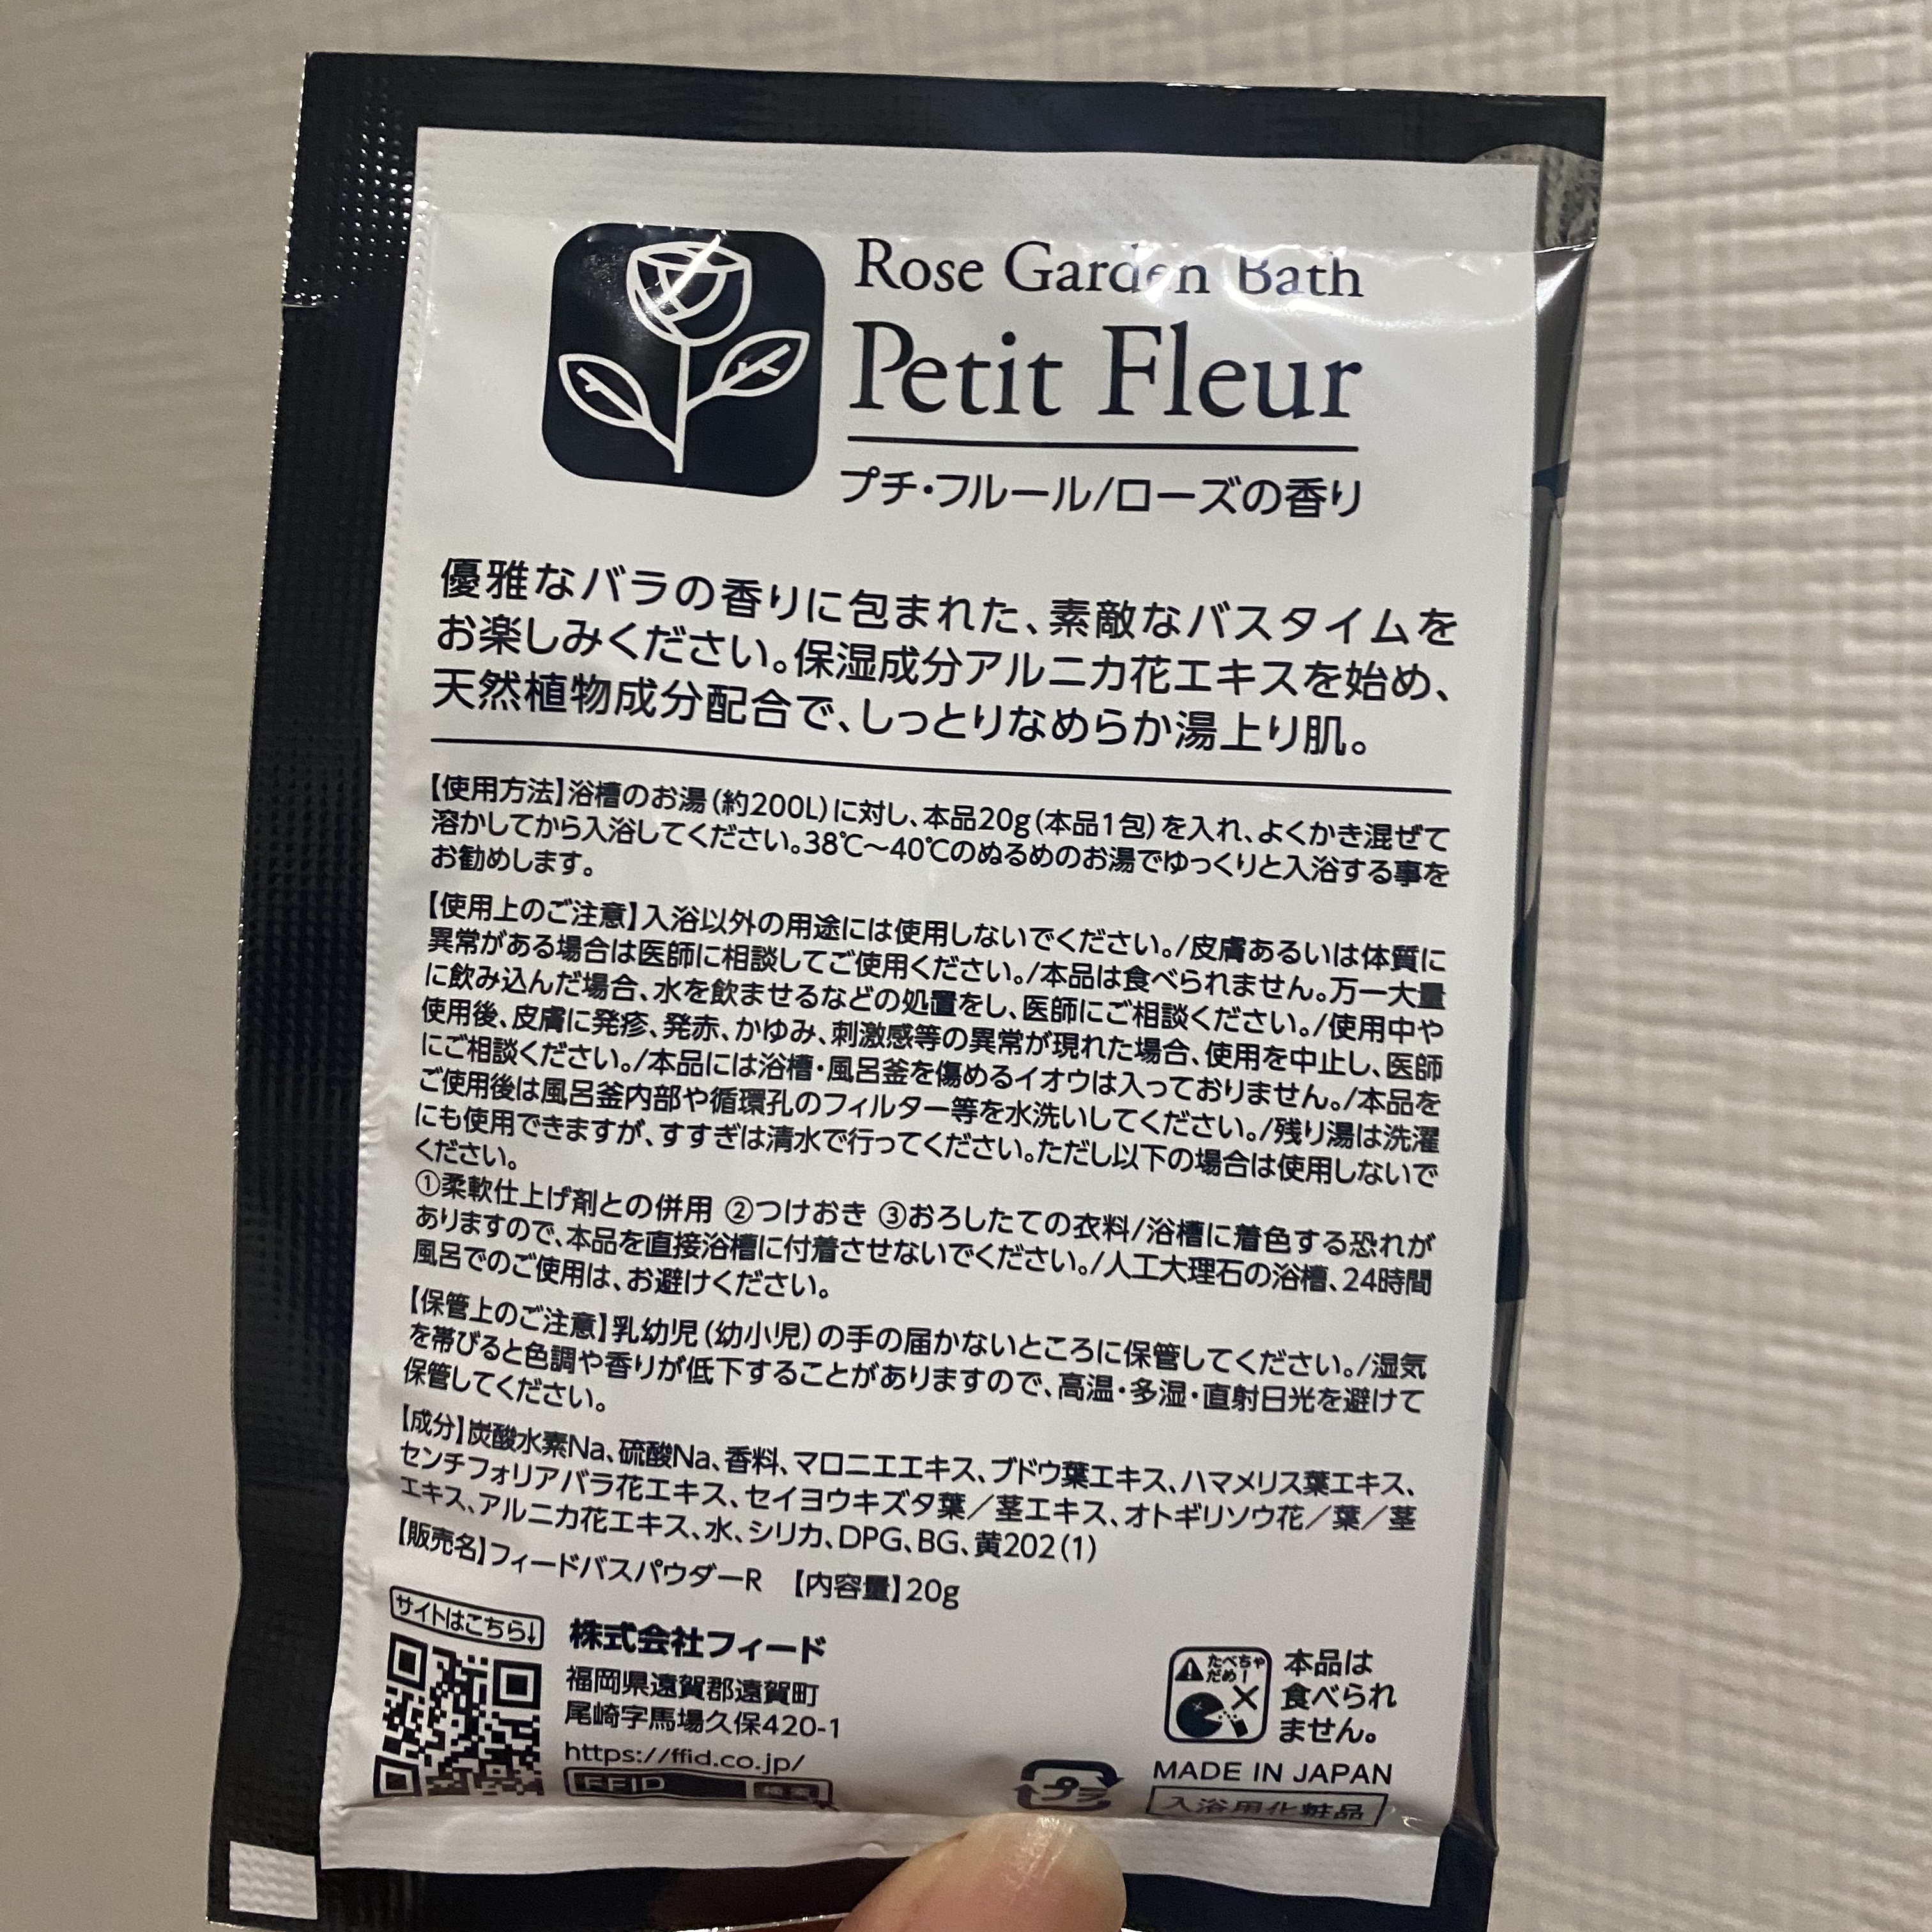 Rose Garden Bath
Petit Fleur
プチ・フルール/ローズの香り
優雅なバラの香りに包まれた、素敵なバスタイムを
お楽しみください。保湿成分アルニカ花エキスを始め、
天然植物成分配合で、しっとりなめらか湯上り肌。
【使用方法】浴槽のお湯(約200L)に対し、本品20g(本品1包)を入れ、よくかき混ぜて
溶かしてから入浴してください。38℃～40℃のぬるめのお湯でゆっくりと入浴する事を
お勧めします。
【使用上のご注意】入浴以外の用途には使用しないでください。/皮膚あるいは体質に
異常がある場合は医師に相談してご使用ください。/本品は食べられません。万一大量
に飲み込んだ場合、水を飲ませるなどの処置をし、医師にご相談ください。/使用中や
使用後、皮膚に発疹、発赤、かゆみ、刺激感等の異常が現れた場合、使用を中止し、医師
にご相談ください。/本品には浴槽・風呂釜を傷めるイオウは入っておりません。/本品を
ご使用後は風呂釜内部や循環孔のフィルター等を水洗いしてください。/残り湯は洗濯
にも使用できますが、すすぎは清水で行ってください。ただし以下の場合は使用しないで
ください。
①柔軟仕上げ剤との併用 ②つけおき ③おろしたての衣料/浴槽に着色する恐れが
ありますので、本品を直接浴槽に付着させないでください。/人工大理石の浴槽、24時間
風呂でのご使用は、お避けください。
【保管上のご注意】乳幼児(幼小児)の手の届かないところに保管してください。/湿気
を帯びると色調や香りが低下することがありますので、高温・多湿・直射日光を避けて
保管してください。
【成分】炭酸水素Na、硫酸Na、香料、マロニエエキス、ブドウ葉エキス、ハマメリス葉エキス、
センチフォリアバラ花エキス、セイヨウキズタ葉／茎エキス、オトギリソウ花／葉／茎
エキス、アルニカ花エキス、水、シリカ、DPG、BG、黄202(1)
【販売名】フィードバスパウダーR 【内容量】20g
サイトはこちら↓
株式会社フィード
福岡県遠賀郡遠賀町
尾崎字馬場久保420-1
https://ffid.co.jp/
FFID 検索
たべちゃ
だめ!
本品は
食べられ
ません。
プラ
MADE IN JAPAN
入浴用化粧品